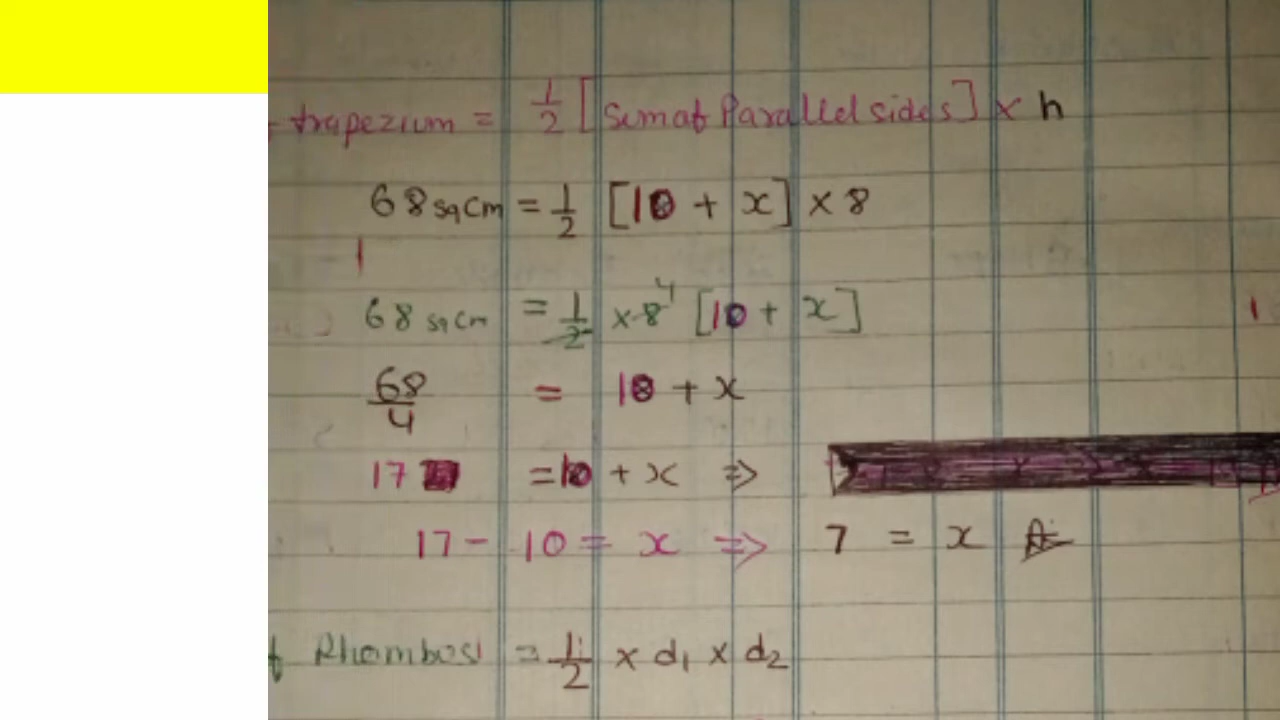 trapezium = 1/2 [Sum of Parallel sides] × h
68 sq cm = 1/2 [10 + x] × 8
68 sq cm = 1/2 × 8 4 [10 + x]
68/4 = 10 + x
17 = 10 + x ⇒
17 - 10 = x ⇒ 7 = x
Rhombus = 1/2 × d₁ × d₂